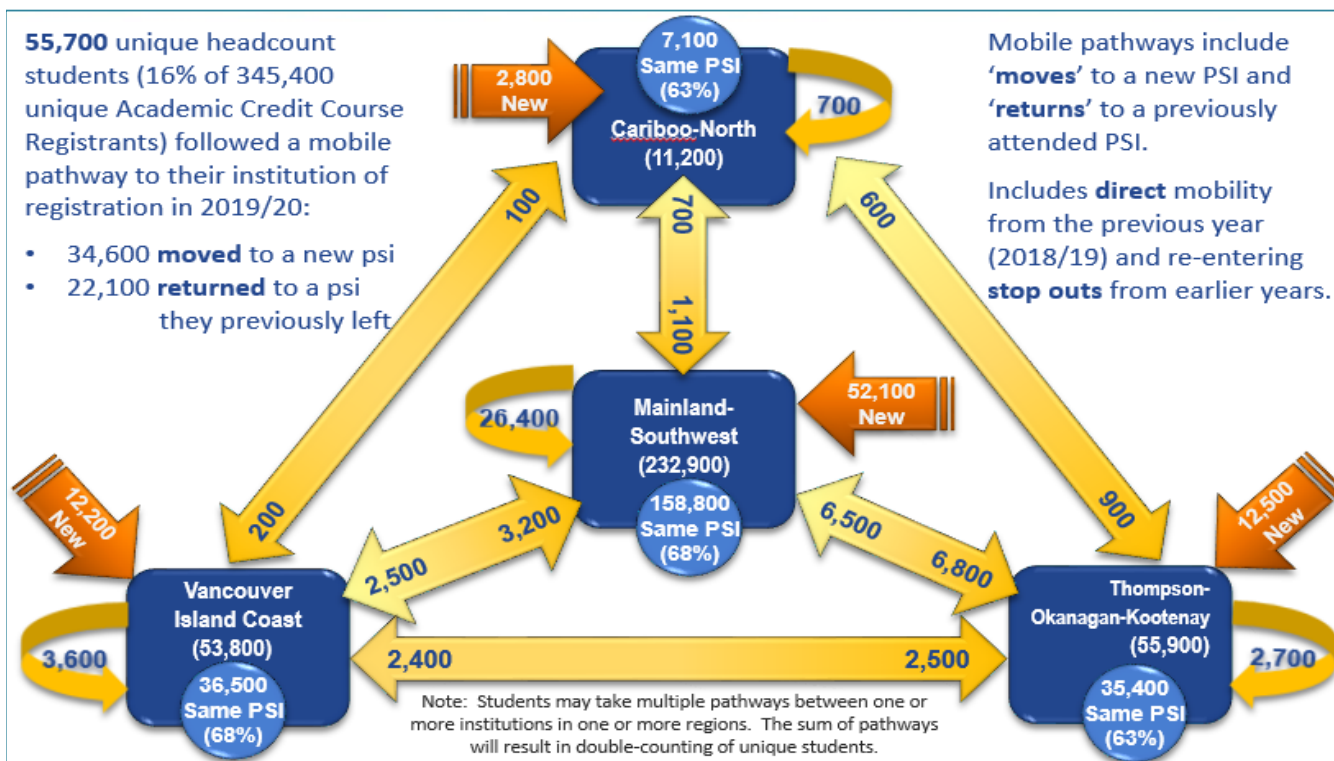 55,700 unique headcount
students (16% of 345,400
unique Academic Credit Course
Registrants) followed a mobile
pathway to their institution of
registration in 2019/20:
• 34,600 moved to a new psi
• 22,100 returned to a psi
they previously left
7,100
Same PSI
(63%)
Cariboo-North
(11,200)
2,800
New
700
Mobile pathways include
‘moves’ to a new PSI and
‘returns’ to a previously
attended PSI.
Includes direct mobility
from the previous year
(2018/19) and re-entering
stop outs from earlier years.
100
200
700
1,100
600
900
26,400
Mainland-
Southwest
(232,900)
158,800
Same PSI
(68%)
52,100
New
12,200
New
3,200
2,500
6,500
6,800
12,500
New
Vancouver
Island Coast
(53,800)
36,500
Same PSI
(68%)
3,600
2,400
2,500
Thompson-
Okanagan-Kootenay
(55,900)
35,400
Same PSI
(63%)
2,700
Note: Students may take multiple pathways between one or
more institutions in one or more regions. The sum of pathways
will result in double-counting of unique students.